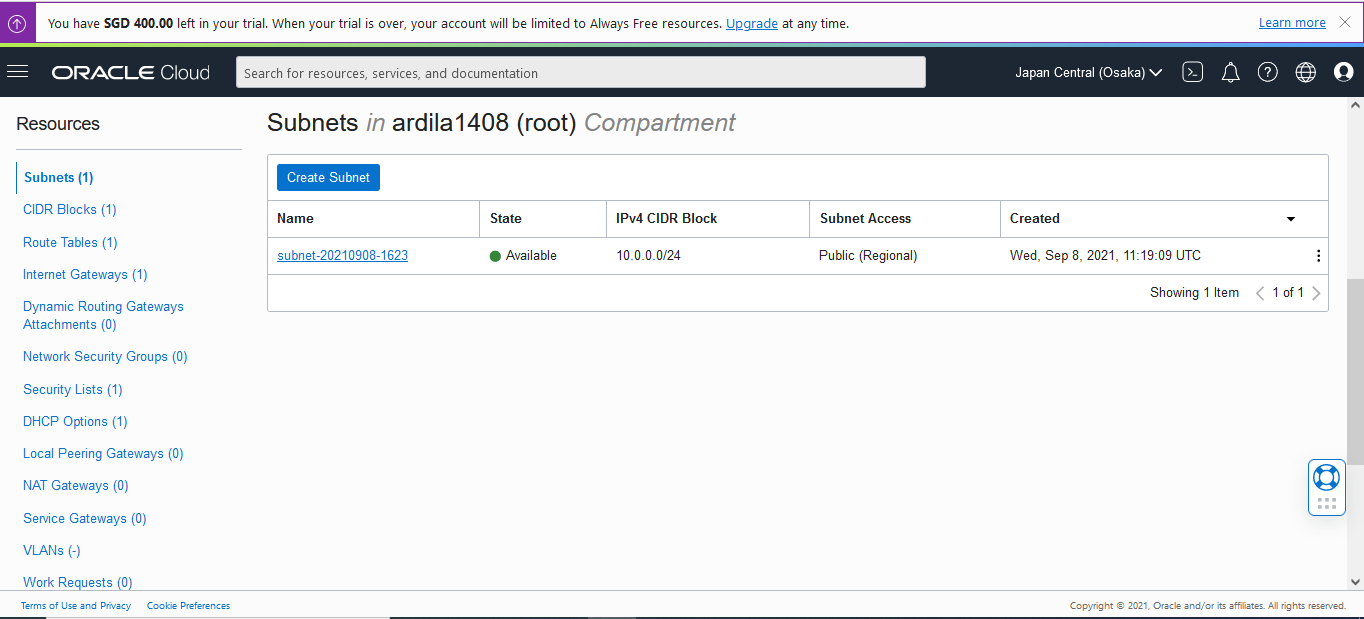 You have SGD 400.00 left in your trial. When your trial is over, your account will be limited to Always Free resources. Upgrade at any time.
Learn more
ORACLE Cloud
Search for resources, services, and documentation
Japan Central (Osaka)
Resources
Subnets (1)
CIDR Blocks (1)
Route Tables (1)
Internet Gateways (1)
Dynamic Routing Gateways
Attachments (0)
Network Security Groups (0)
Security Lists (1)
DHCP Options (1)
Local Peering Gateways (0)
NAT Gateways (0)
Service Gateways (0)
VLANs (-)
Work Requests (0)
Subnets in ardila1408 (root) Compartment
Create Subnet
Name State IPv4 CIDR Block Subnet Access Created
subnet-20210908-1623 Available 10.0.0.0/24 Public (Regional) Wed, Sep 8, 2021, 11:19:09 UTC
Showing 1 Item 1 of 1
Terms of Use and Privacy Cookie Preferences
Copyright © 2021, Oracle and/or its affiliates. All rights reserved.